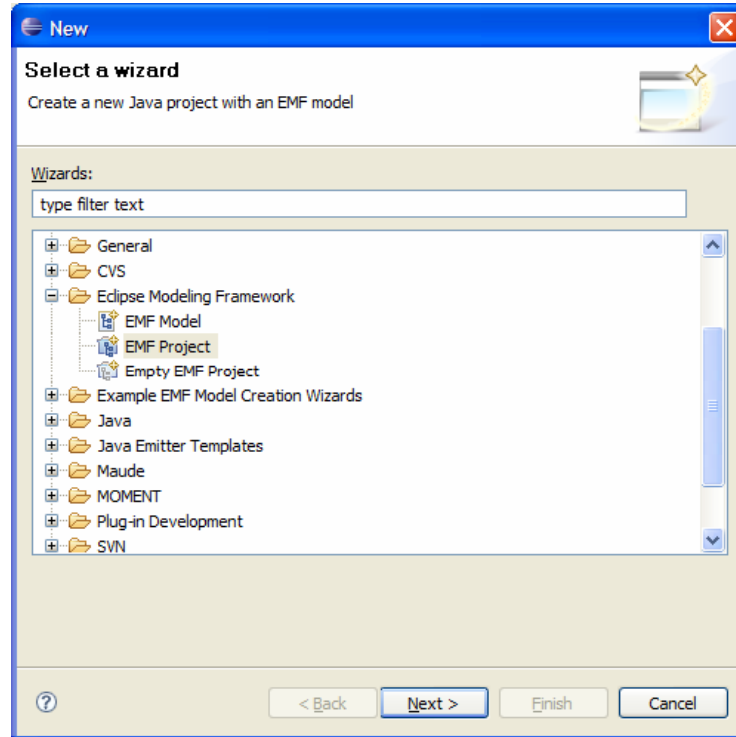 New
Select a wizard
Create a new Java project with an EMF model
Wizards:
type filter text
General
CVS
Eclipse Modeling Framework
EMF Model
EMF Project
Empty EMF Project
Example EMF Model Creation Wizards
Java
Java Emitter Templates
Maude
MOMENT
Plug-in Development
SVN
? < Back Next > Finish Cancel